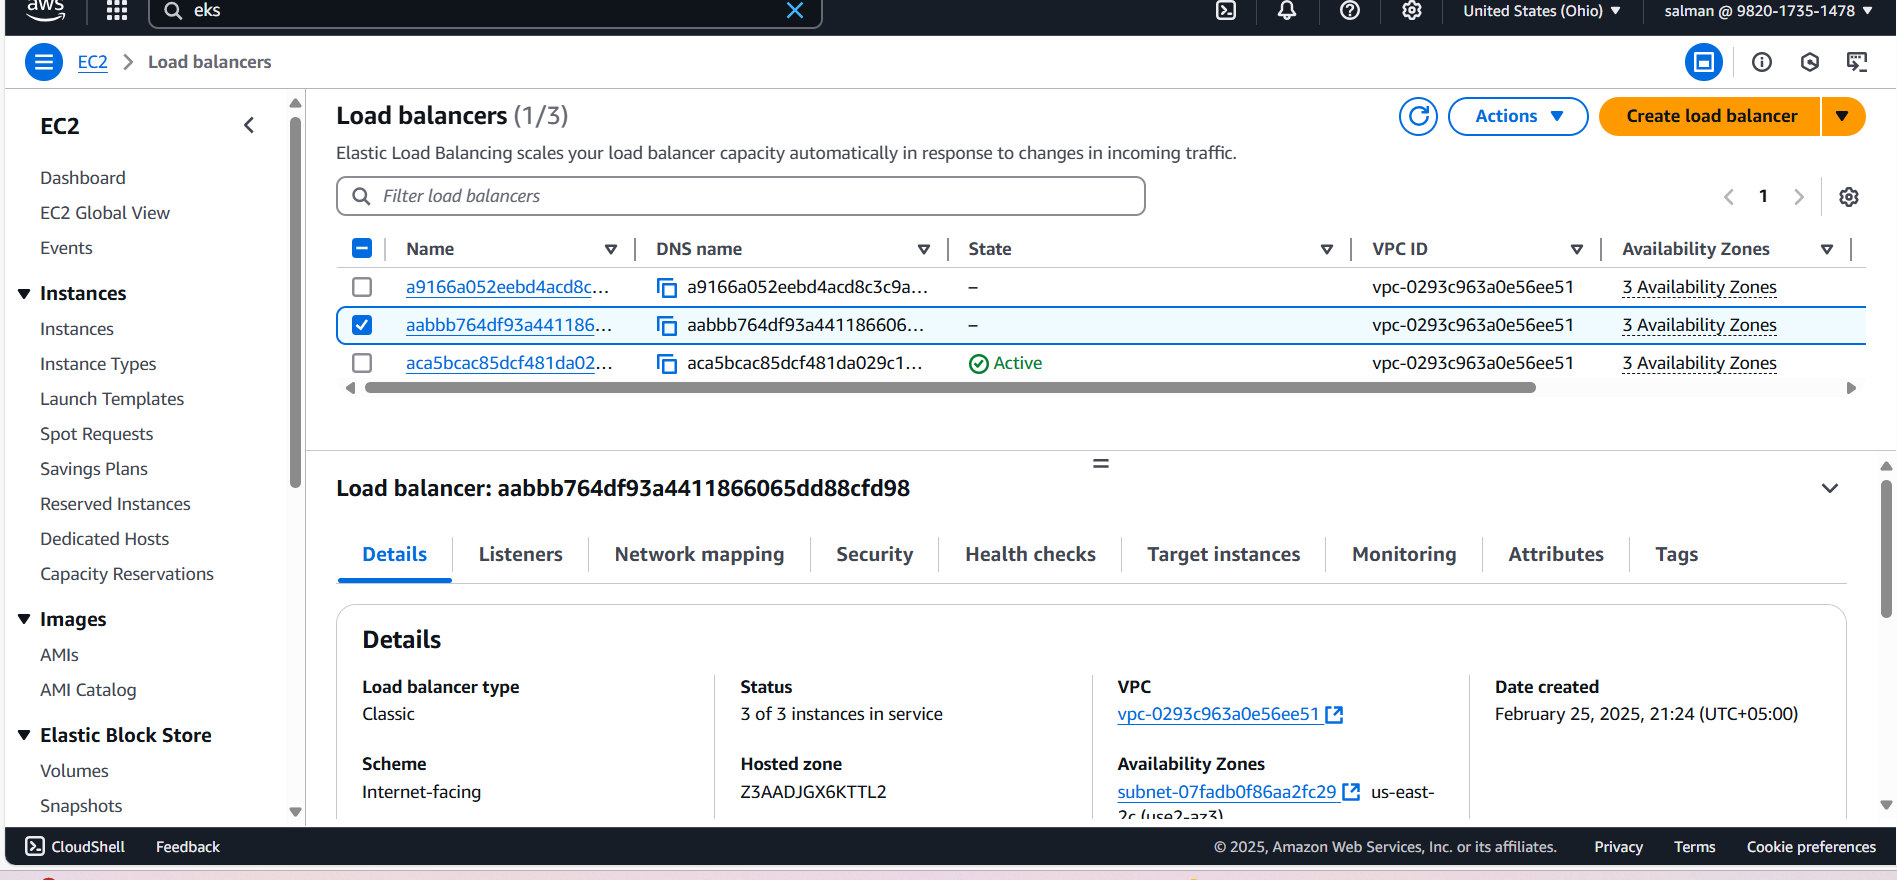 aws
eks
United States (Ohio)
salman @ 9820-1735-1478
EC2
Load balancers
EC2
Dashboard
EC2 Global View
Events
Instances
Instances
Instance Types
Launch Templates
Spot Requests
Savings Plans
Reserved Instances
Dedicated Hosts
Capacity Reservations
Images
AMIs
AMI Catalog
Elastic Block Store
Volumes
Snapshots
Load balancers (1/3)
Actions
Create load balancer
Elastic Load Balancing scales your load balancer capacity automatically in response to changes in incoming traffic.
Filter load balancers
1
Name DNS name State VPC ID Availability Zones
a9166a052eebd4acd8c... a9166a052eebd4acd8c3c9a... – vpc-0293c963a0e56ee51 3 Availability Zones
aabbb764df93a441186... aabbb764df93a441186606... – vpc-0293c963a0e56ee51 3 Availability Zones
aca5bcac85dcf481da02... aca5bcac85dcf481da029c1... Active vpc-0293c963a0e56ee51 3 Availability Zones
Load balancer: aabbb764df93a4411866065dd88cfd98
Details Listeners Network mapping Security Health checks Target instances Monitoring Attributes Tags
Details
Load balancer type
Classic
Status
3 of 3 instances in service
VPC
vpc-0293c963a0e56ee51
Date created
February 25, 2025, 21:24 (UTC+05:00)
Scheme
Internet-facing
Hosted zone
Z3AADJGX6KTTL2
Availability Zones
subnet-07fadb0f86aa2fc29 us-east-
2c (use2-az3)
CloudShell
Feedback
© 2025, Amazon Web Services, Inc. or its affiliates.
Privacy
Terms
Cookie preferences